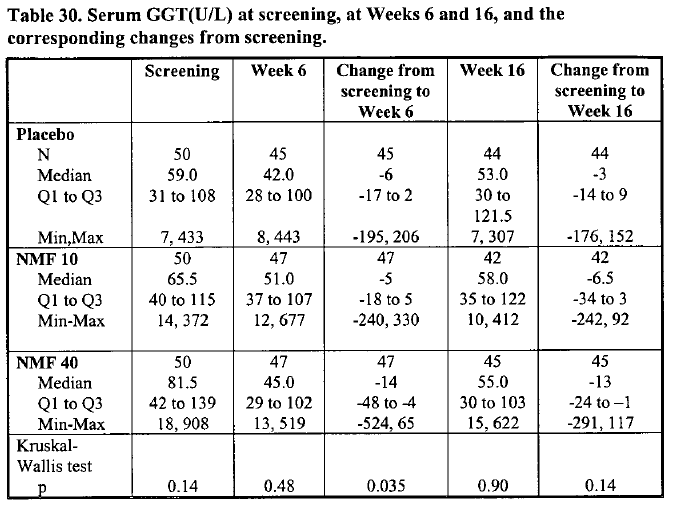 Table 30. Serum GGT(U/L) at screening, at Weeks 6 and 16, and the
corresponding changes from screening.
Screening Week 6 Change from screening to Week 6 Week 16 Change from screening to Week 16
Placebo
N 50 45 45 44 44
Median 59.0 42.0 -6 53.0 -3
Q1 to Q3 31 to 108 28 to 100 -17 to 2 30 to 121.5 -14 to 9
Min,Max 7, 433 8, 443 -195, 206 7, 307 -176, 152
NMF 10 50 47 47 42 42
Median 65.5 51.0 -5 58.0 -6.5
Q1 to Q3 40 to 115 37 to 107 -18 to 5 35 to 122 -34 to 3
Min-Max 14, 372 12, 677 -240, 330 10, 412 -242, 92
NMF 40 50 47 47 45 45
Median 81.5 45.0 -14 55.0 -13
Q1 to Q3 42 to 139 29 to 102 -48 to -4 30 to 103 -24 to –1
Min-Max 18, 908 13, 519 -524, 65 15, 622 -291, 117
Kruskal-
Wallis test
p 0.14 0.48 0.035 0.90 0.14